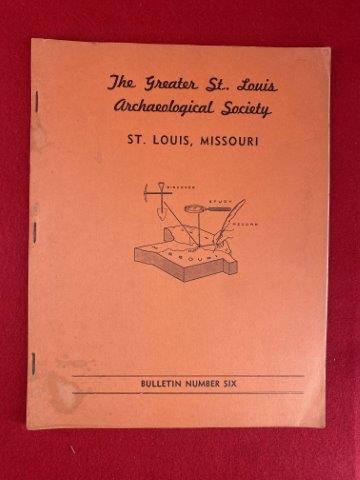 The Greater St. Louis
Archaeological Society
ST. LOUIS, MISSOURI
DISCOVER
STUDY
RECORD
MISSOURI
BULLETIN NUMBER SIX